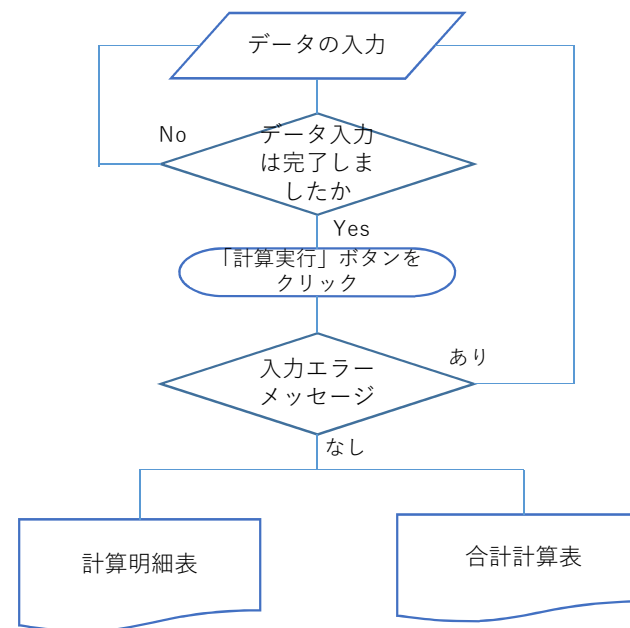 データの入力
No
データ入力
は完了しま
したか
Yes
「計算実行」ボタンを
クリック
入力エラー
メッセージ
あり
なし
計算明細表
合計計算表